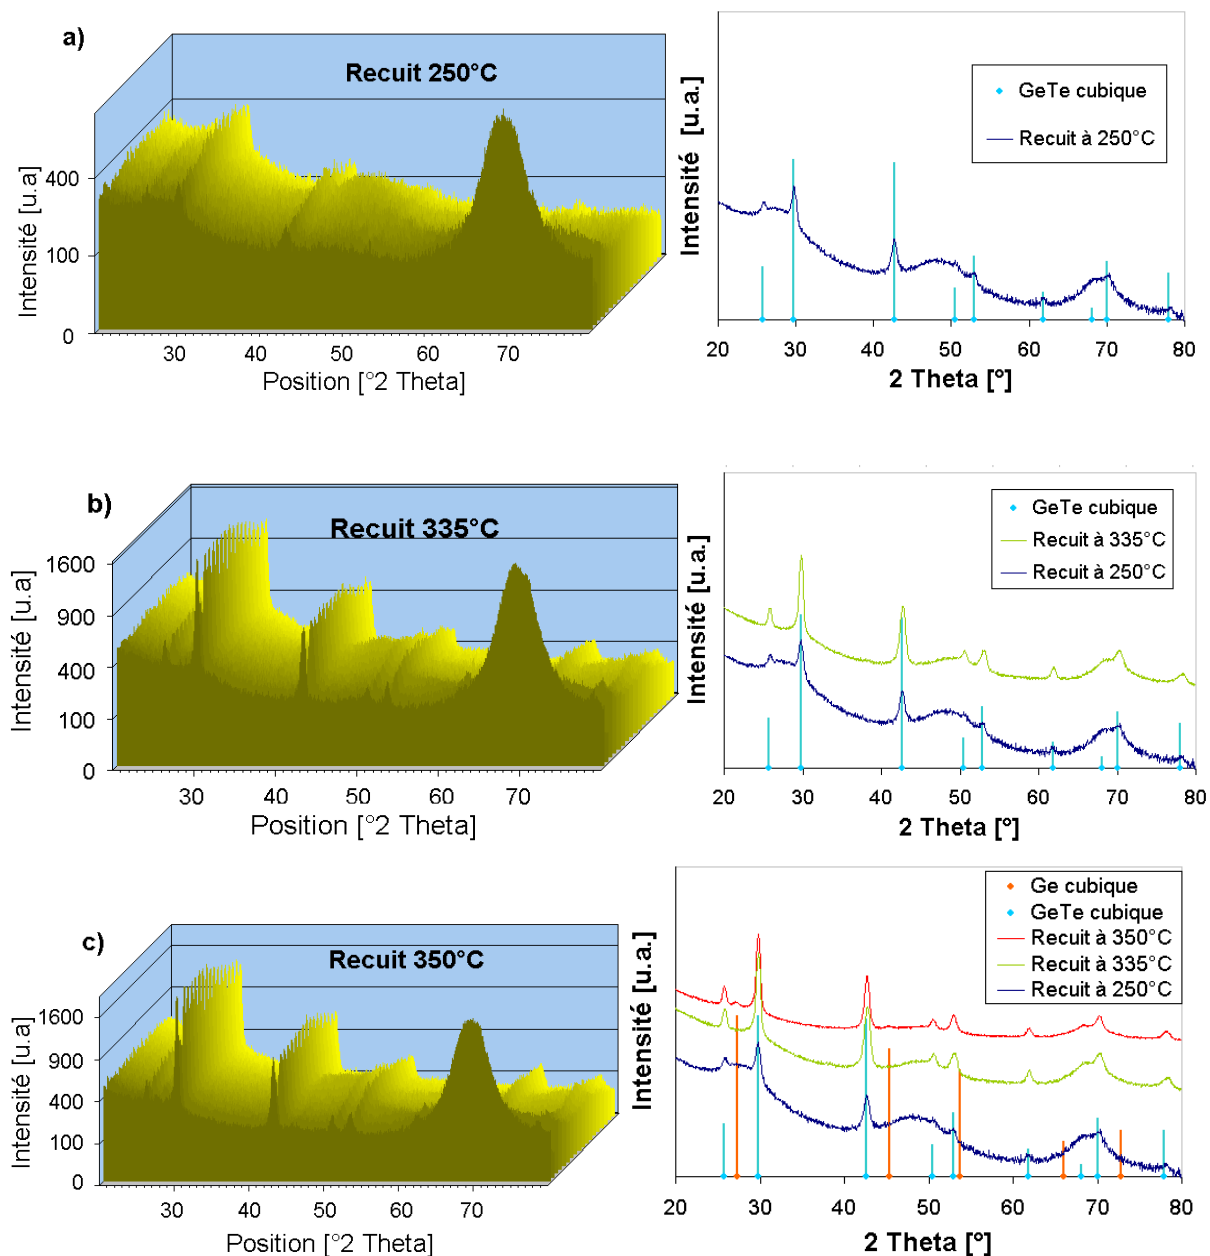 a)
Recuit 250°C
Intensité [u.a]
400
100
0
30
40
50
60
70
Position [°2 Theta]
Intensité [u.a.]
GeTe cubique
Recuit à 250°C
20
30
40
50
60
70
80
2 Theta [°]
b)
Recuit 335°C
Intensité [u.a]
1600
900
400
100
0
30
40
50
60
70
Position [°2 Theta]
Intensité [u.a.]
GeTe cubique
Recuit à 335°C
Recuit à 250°C
20
30
40
50
60
70
80
2 Theta [°]
c)
Recuit 350°C
Intensité [u.a]
1600
900
400
100
0
30
40
50
60
70
Position [°2 Theta]
Intensité [u.a.]
Ge cubique
GeTe cubique
Recuit à 350°C
Recuit à 335°C
Recuit à 250°C
20
30
40
50
60
70
80
2 Theta [°]